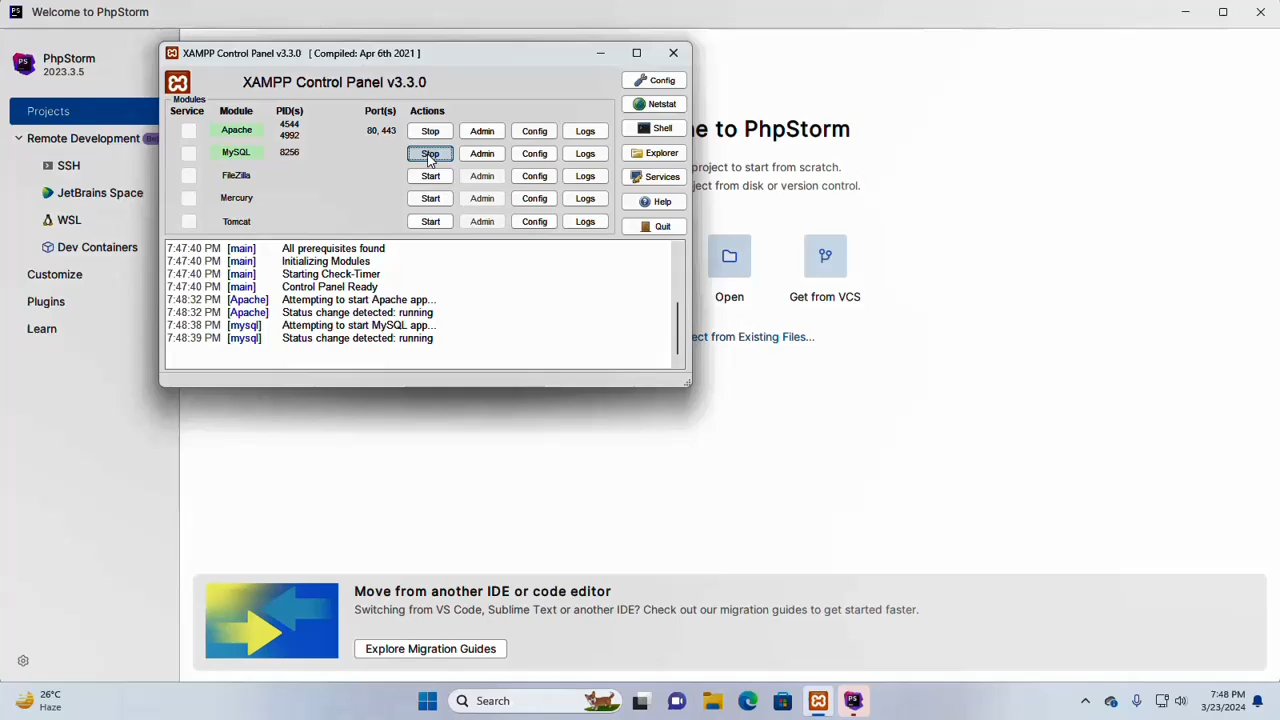 Welcome to PhpStorm
PhpStorm
2023.3.5
Projects
Remote Development
SSH
JetBrains Space
WSL
Dev Containers
Customize
Plugins
Learn
XAMPP Control Panel v3.3.0 [ Compiled: Apr 6th 2021 ]
XAMPP Control Panel v3.3.0
Modules
Service Module PID(s) Port(s) Actions
Apache 4544 4992 80, 443 Stop Admin Config Logs
MySQL 8256 Stop Admin Config Logs
FileZilla Start Admin Config Logs
Mercury Start Admin Config Logs
Tomcat Start Admin Config Logs
Config
Netstat
Shell
Explorer
Services
Help
Quit
7:47:40 PM [main] All prerequisites found
7:47:40 PM [main] Initializing Modules
7:47:40 PM [main] Starting Check-Timer
7:47:40 PM [main] Control Panel Ready
7:48:32 PM [Apache] Attempting to start Apache app...
7:48:32 PM [Apache] Status change detected: running
7:48:38 PM [mysql] Attempting to start MySQL app...
7:48:39 PM [mysql] Status change detected: running
to PhpStorm
project to start from scratch.
ject from disk or version control.
Open
Get from VCS
ect from Existing Files...
Move from another IDE or code editor
Switching from VS Code, Sublime Text or another IDE? Check out our migration guides to get started faster.
Explore Migration Guides
26°C
Haze
Search
7:48 PM
3/23/2024